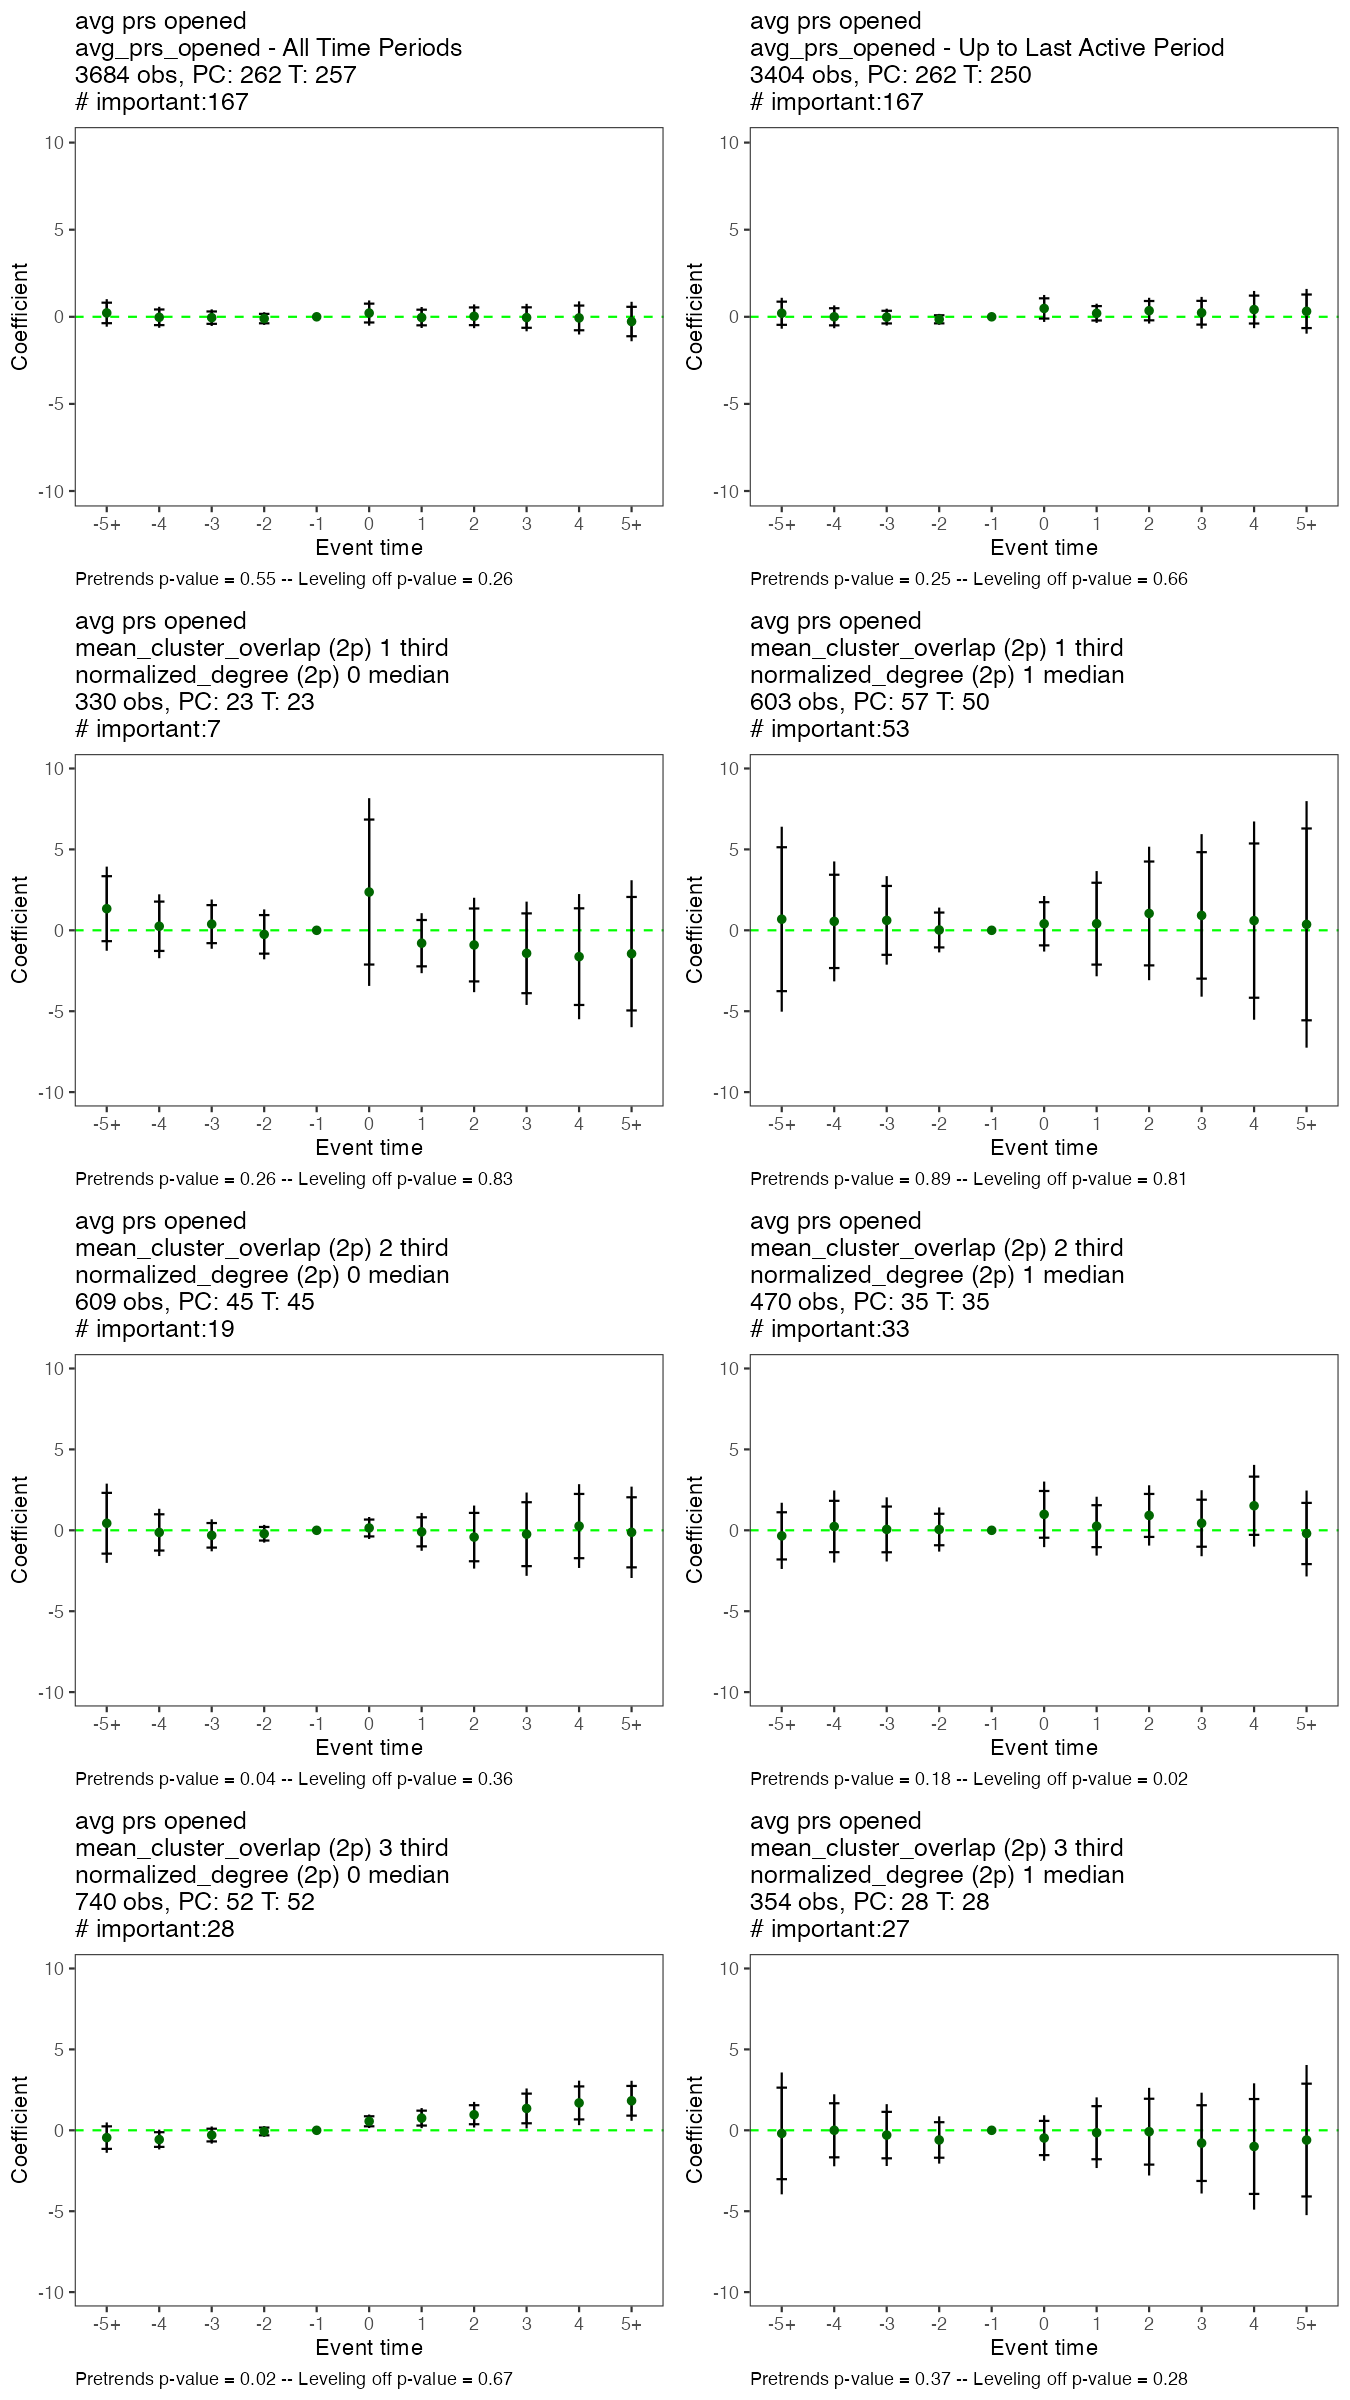 avg prs opened
avg_prs_opened - All Time Periods
3684 obs, PC: 262 T: 257
# important:167
10
5
0
-5
-10
Coefficient
-5+ -4 -3 -2 -1 0 1 2 3 4 5+
Event time
Pretrends p-value = 0.55 -- Leveling off p-value = 0.26
avg prs opened
avg_prs_opened - Up to Last Active Period
3404 obs, PC: 262 T: 250
# important:167
10
5
0
-5
-10
Coefficient
-5+ -4 -3 -2 -1 0 1 2 3 4 5+
Event time
Pretrends p-value = 0.25 -- Leveling off p-value = 0.66
avg prs opened
mean_cluster_overlap (2p) 1 third
normalized_degree (2p) 0 median
330 obs, PC: 23 T: 23
# important:7
10
5
0
-5
-10
Coefficient
-5+ -4 -3 -2 -1 0 1 2 3 4 5+
Event time
Pretrends p-value = 0.26 -- Leveling off p-value = 0.83
avg prs opened
mean_cluster_overlap (2p) 1 third
normalized_degree (2p) 1 median
603 obs, PC: 57 T: 50
# important:53
10
5
0
-5
-10
Coefficient
-5+ -4 -3 -2 -1 0 1 2 3 4 5+
Event time
Pretrends p-value = 0.89 -- Leveling off p-value = 0.81
avg prs opened
mean_cluster_overlap (2p) 2 third
normalized_degree (2p) 0 median
609 obs, PC: 45 T: 45
# important:19
10
5
0
-5
-10
Coefficient
-5+ -4 -3 -2 -1 0 1 2 3 4 5+
Event time
Pretrends p-value = 0.04 -- Leveling off p-value = 0.36
avg prs opened
mean_cluster_overlap (2p) 2 third
normalized_degree (2p) 1 median
470 obs, PC: 35 T: 35
# important:33
10
5
0
-5
-10
Coefficient
-5+ -4 -3 -2 -1 0 1 2 3 4 5+
Event time
Pretrends p-value = 0.18 -- Leveling off p-value = 0.02
avg prs opened
mean_cluster_overlap (2p) 3 third
normalized_degree (2p) 0 median
740 obs, PC: 52 T: 52
# important:28
10
5
0
-5
-10
Coefficient
-5+ -4 -3 -2 -1 0 1 2 3 4 5+
Event time
Pretrends p-value = 0.02 -- Leveling off p-value = 0.67
avg prs opened
mean_cluster_overlap (2p) 3 third
normalized_degree (2p) 1 median
354 obs, PC: 28 T: 28
# important:27
10
5
0
-5
-10
Coefficient
-5+ -4 -3 -2 -1 0 1 2 3 4 5+
Event time
Pretrends p-value = 0.37 -- Leveling off p-value = 0.28